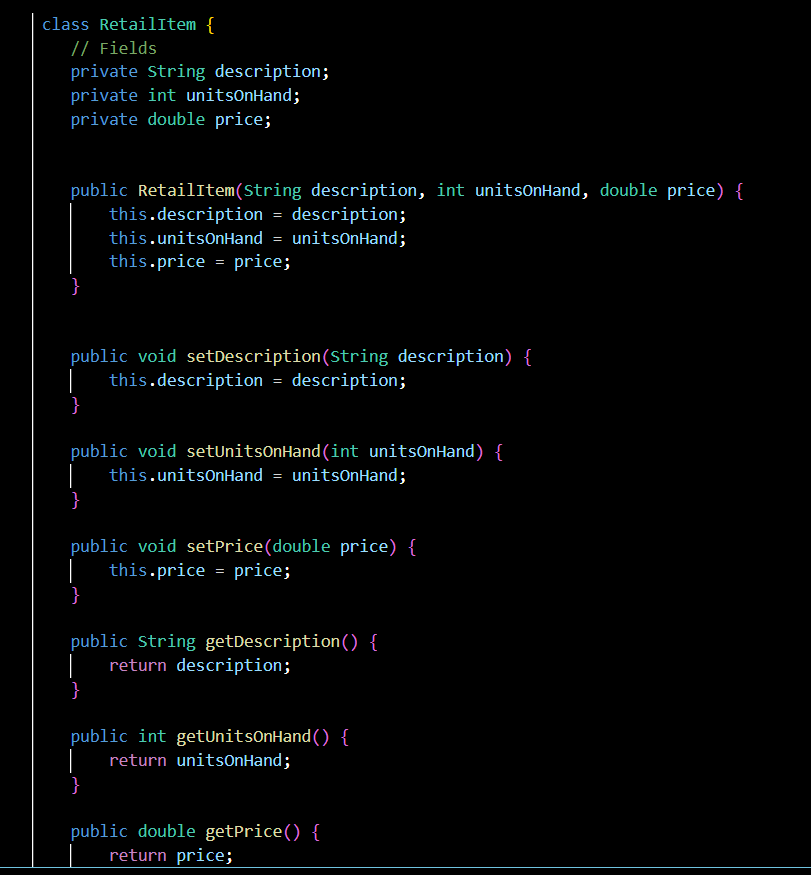 class RetailItem {
// Fields
private String description;
private int unitsOnHand;
private double price;
public RetailItem(String description, int unitsOnHand, double price) {
this.description = description;
this.unitsOnHand = unitsOnHand;
this.price = price;
}
public void setDescription(String description) {
this.description = description;
}
public void setUnitsOnHand(int unitsOnHand) {
this.unitsOnHand = unitsOnHand;
}
public void setPrice(double price) {
this.price = price;
}
public String getDescription() {
return description;
}
public int getUnitsOnHand() {
return unitsOnHand;
}
public double getPrice() {
return price;